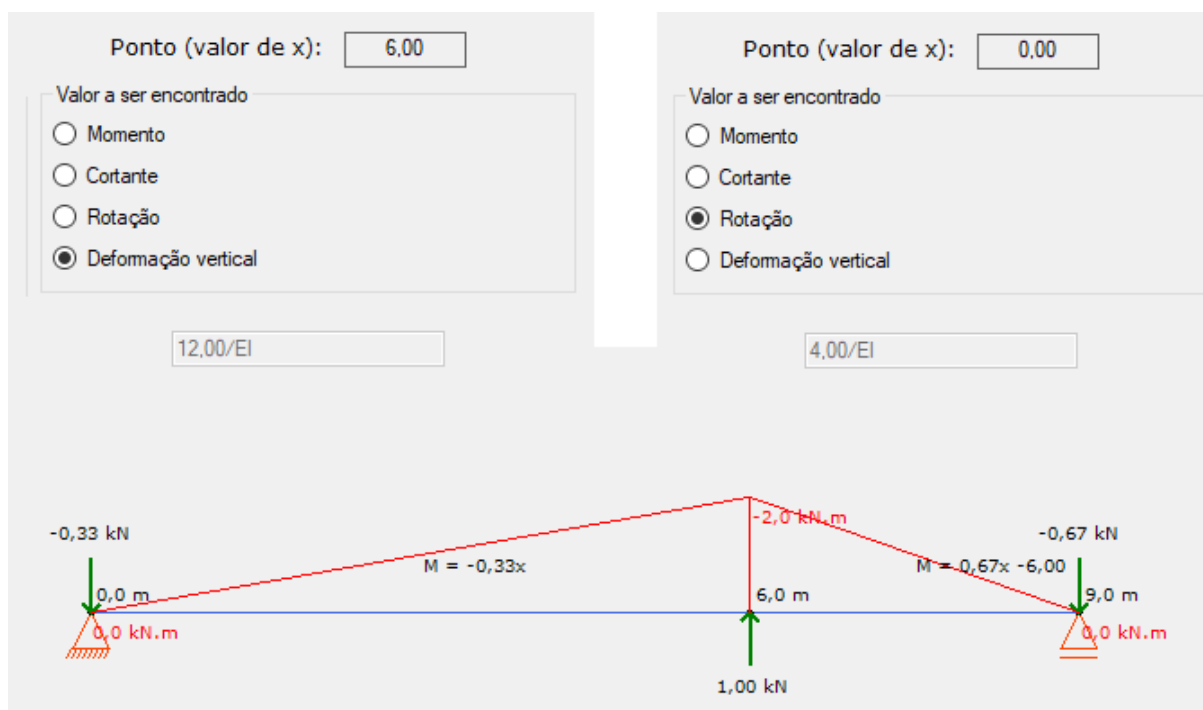 Ponto (valor de x): 6,00
Valor a ser encontrado
Momento
Cortante
Rotação
Deformação vertical
12,00/EI
Ponto (valor de x): 0,00
Valor a ser encontrado
Momento
Cortante
Rotação
Deformação vertical
4,00/EI
-2,0 kN.m
-0,33 kN
-0,67 kN
M = -0,33x
M = 0,67x -6,00
0,0 m
6,0 m
9,0 m
0,0 kN.m
0,0 kN.m
1,00 kN